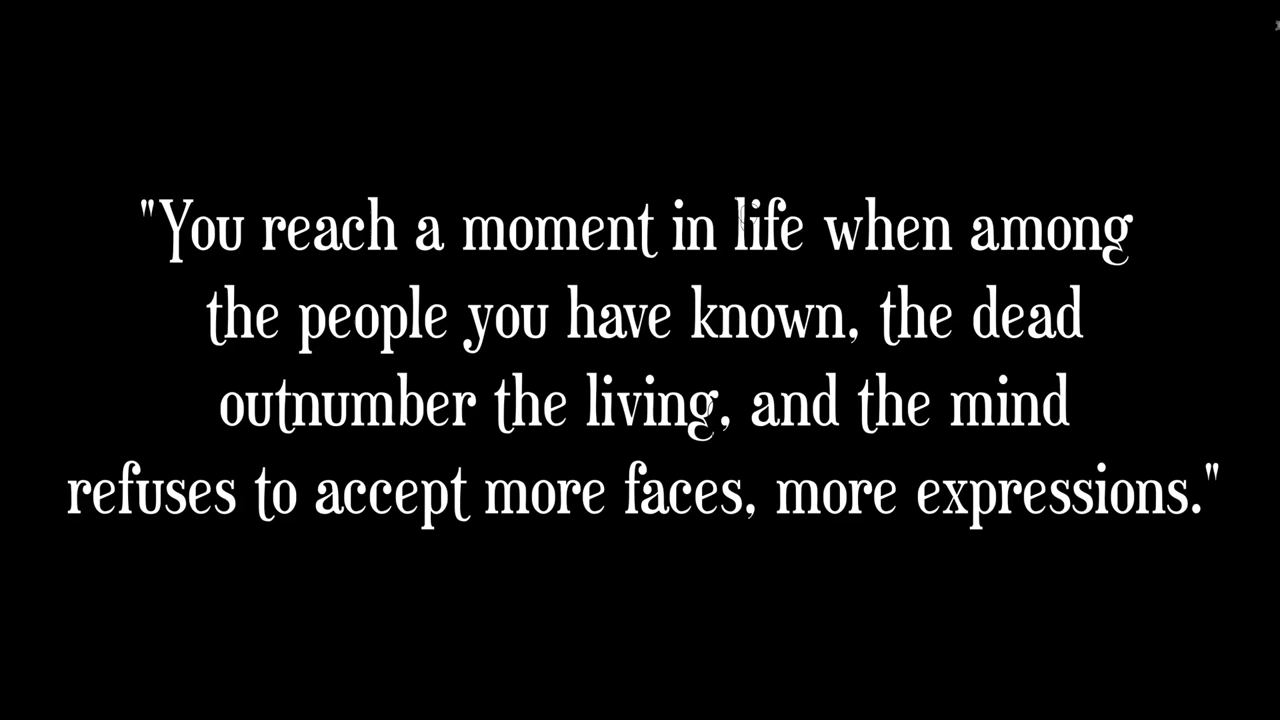 "You reach a moment in life when among
the people you have known, the dead
outnumber the living, and the mind
refuses to accept more faces, more expressions."